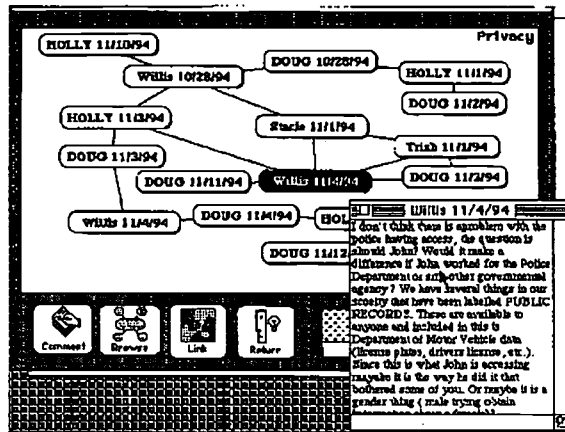 Privacy
HOLLY 11/10/94
DOUG 10/28/94
Willis 10/28/94
HOLLY 11/1/94
DOUG 11/2/94
HOLLY 11/3/94
Stacie 11/1/94
Trish 11/1/94
DOUG 11/3/94
DOUG 11/11/94
Willis
DOUG 11/2/94
Willis 11/4/94
DOUG 11/4/94
HOL
DOUG 11/12
Willis 11/4/94
I don't think there is a problem with the
police having access, the question is
should John? Would it make a
difference if John worked for the Police
Department or other governmental
agency? We have several things in our
society that have been labelled PUBLIC
RECORDS. These are available to
anyone and included in this is
Department of Motor Vehicle data
(license plates, drivers license, etc.).
Since this is what John is accessing
it is the way he did it that
bothered some of you. Or maybe it is a
gender thing (male trying obtain
Comment
Browse
Link
Return